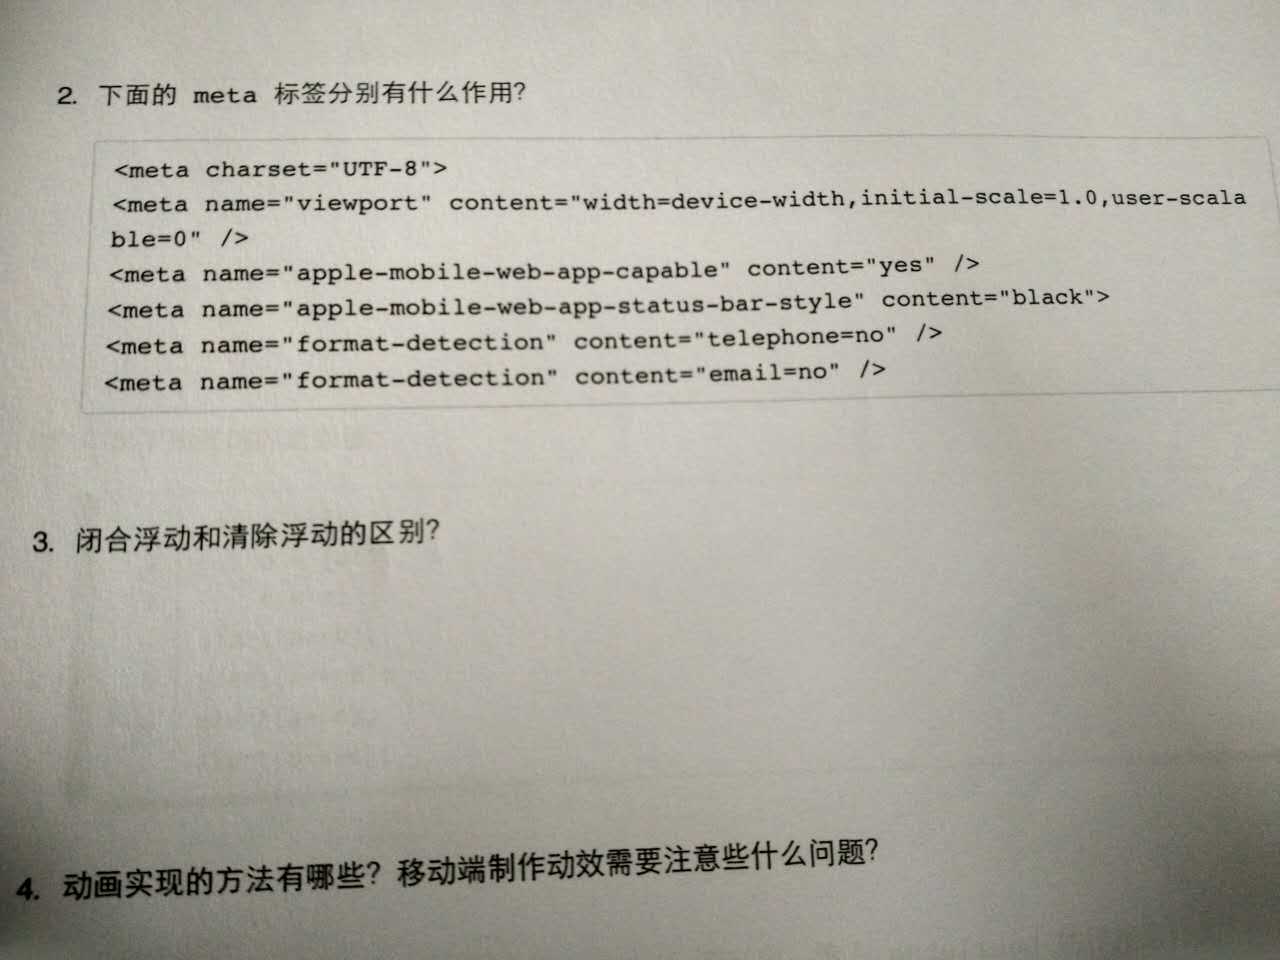 2. 下面的 meta 标签分别有什么作用?
<meta charset="UTF-8">
<meta name="viewport" content="width=device-width,initial-scale=1.0,user-scala
ble=0" />
<meta name="apple-mobile-web-app-capable" content="yes" />
<meta name="apple-mobile-web-app-status-bar-style" content="black">
<meta name="format-detection" content="telephone=no" />
<meta name="format-detection" content="email=no" />
3. 闭合浮动和清除浮动的区别?
4. 动画实现的方法有哪些? 移动端制作动效需要注意些什么问题?